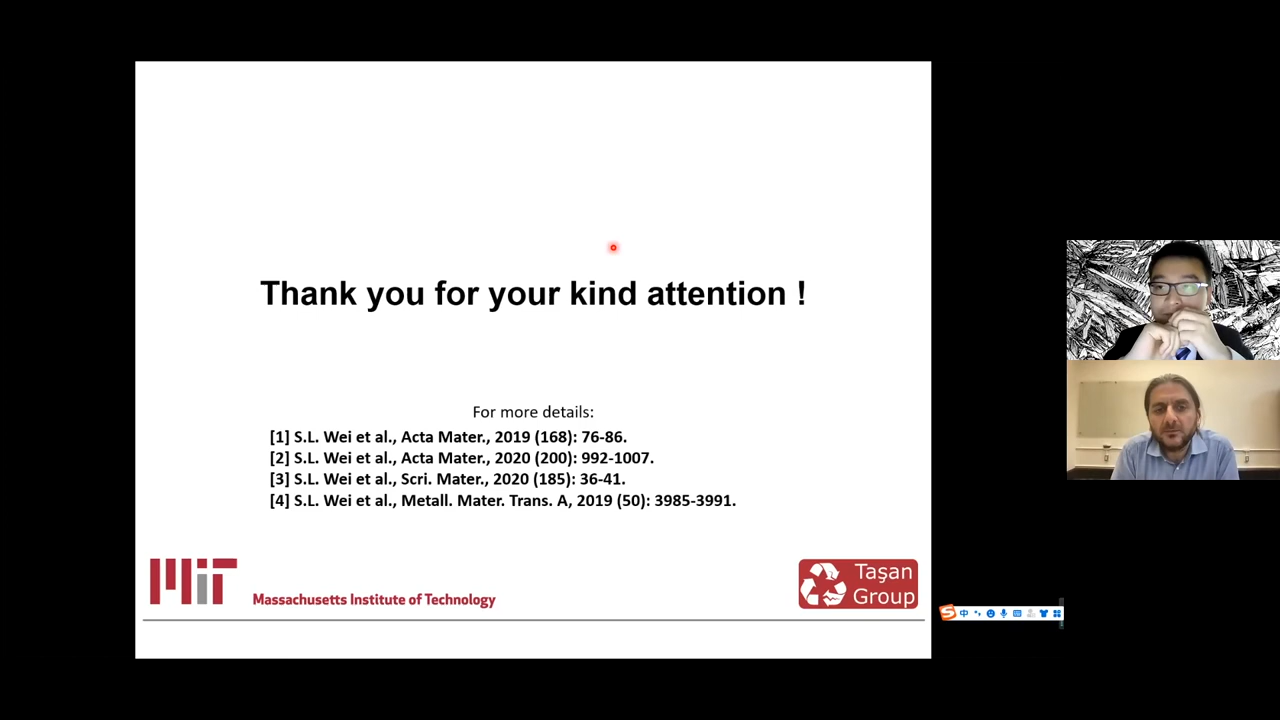 Thank you for your kind attention !
For more details:
[1] S.L. Wei et al., Acta Mater., 2019 (168): 76-86.
[2] S.L. Wei et al., Acta Mater., 2020 (200): 992-1007.
[3] S.L. Wei et al., Scri. Mater., 2020 (185): 36-41.
[4] S.L. Wei et al., Metall. Mater. Trans. A, 2019 (50): 3985-3991.
MIT
Massachusetts Institute of Technology
Taşan
Group
S 中